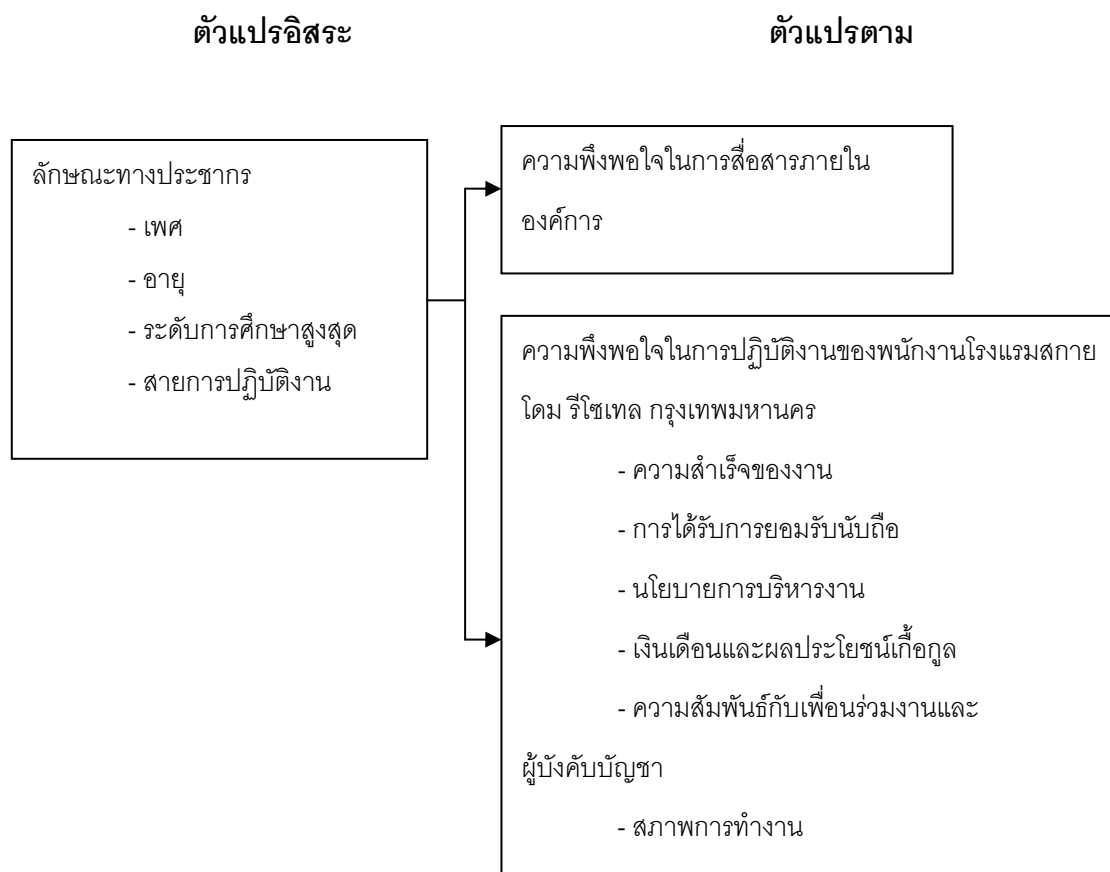 ตัวแปรอิสระ
ตัวแปรตาม
ลักษณะทางประชากร
- เพศ
- อายุ
- ระดับการศึกษาสูงสุด
- สายการปฏิบัติงาน
ความพึงพอใจในการสื่อสารภายใน
องค์การ
ความพึงพอใจในการปฏิบัติงานของพนักงานโรงแรมสกาย
โดม รีโซเทล กรุงเทพมหานคร
- ความสำเร็จของงาน
- การได้รับการยอมรับนับถือ
- นโยบายการบริหารงาน
- เงินเดือนและผลประโยชน์เกื้อกูล
- ความสัมพันธ์กับเพื่อนร่วมงานและ
ผู้บังคับบัญชา
- สภาพการทำงาน